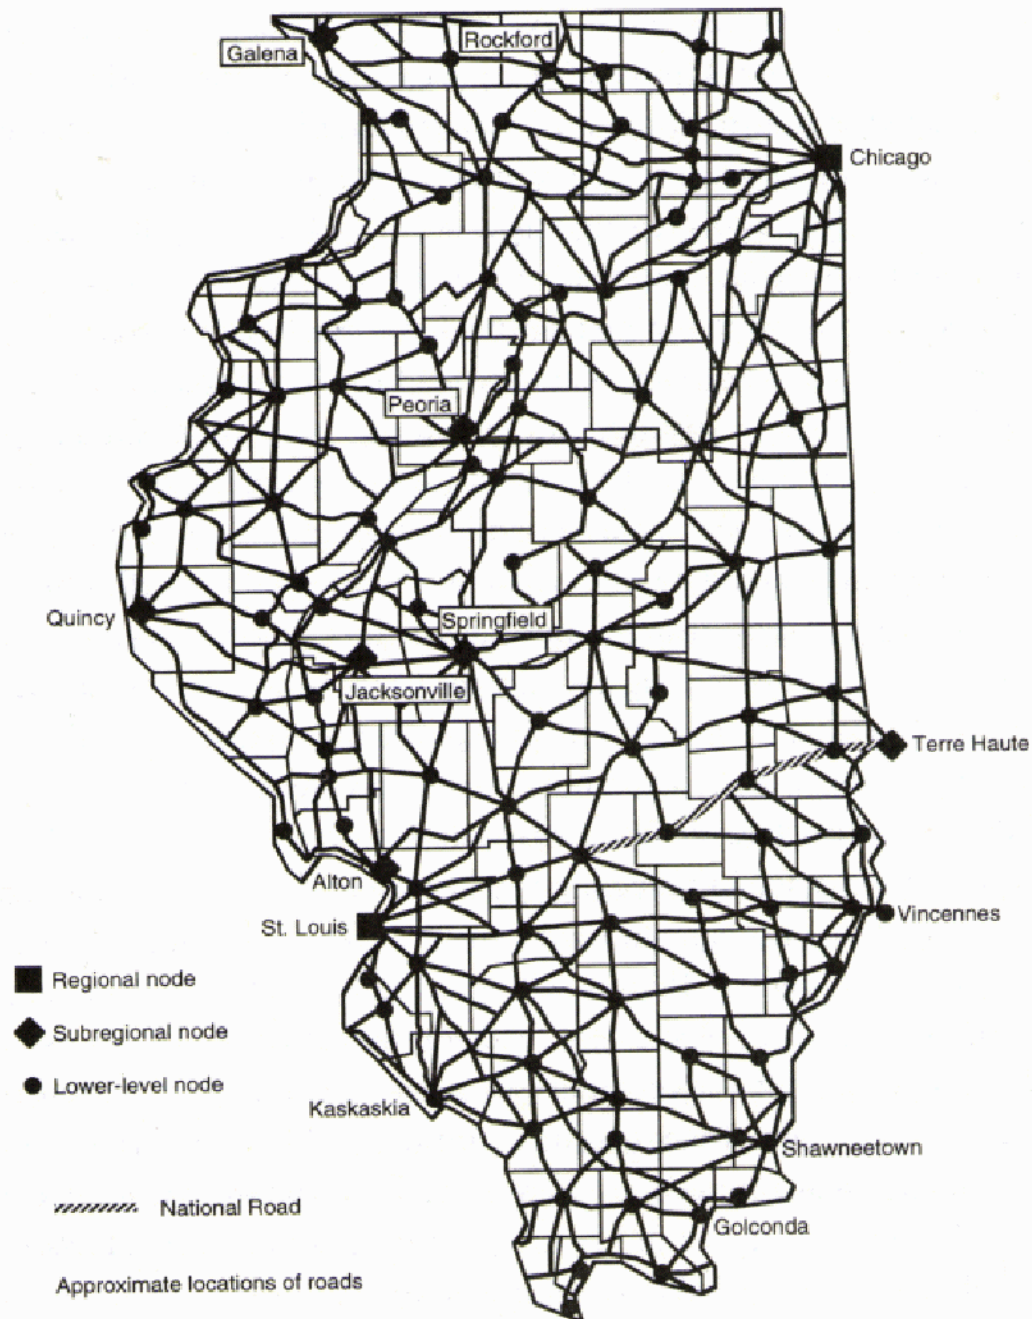 Rockford
Galena
Chicago
Peoria
Quincy
Springfield
Jacksonville
Terre Haute
Alton
Vincennes
St. Louis
Regional node
Subregional node
Lower-level node
Kaskaskia
Shawneetown
National Road
Golconda
Approximate locations of roads